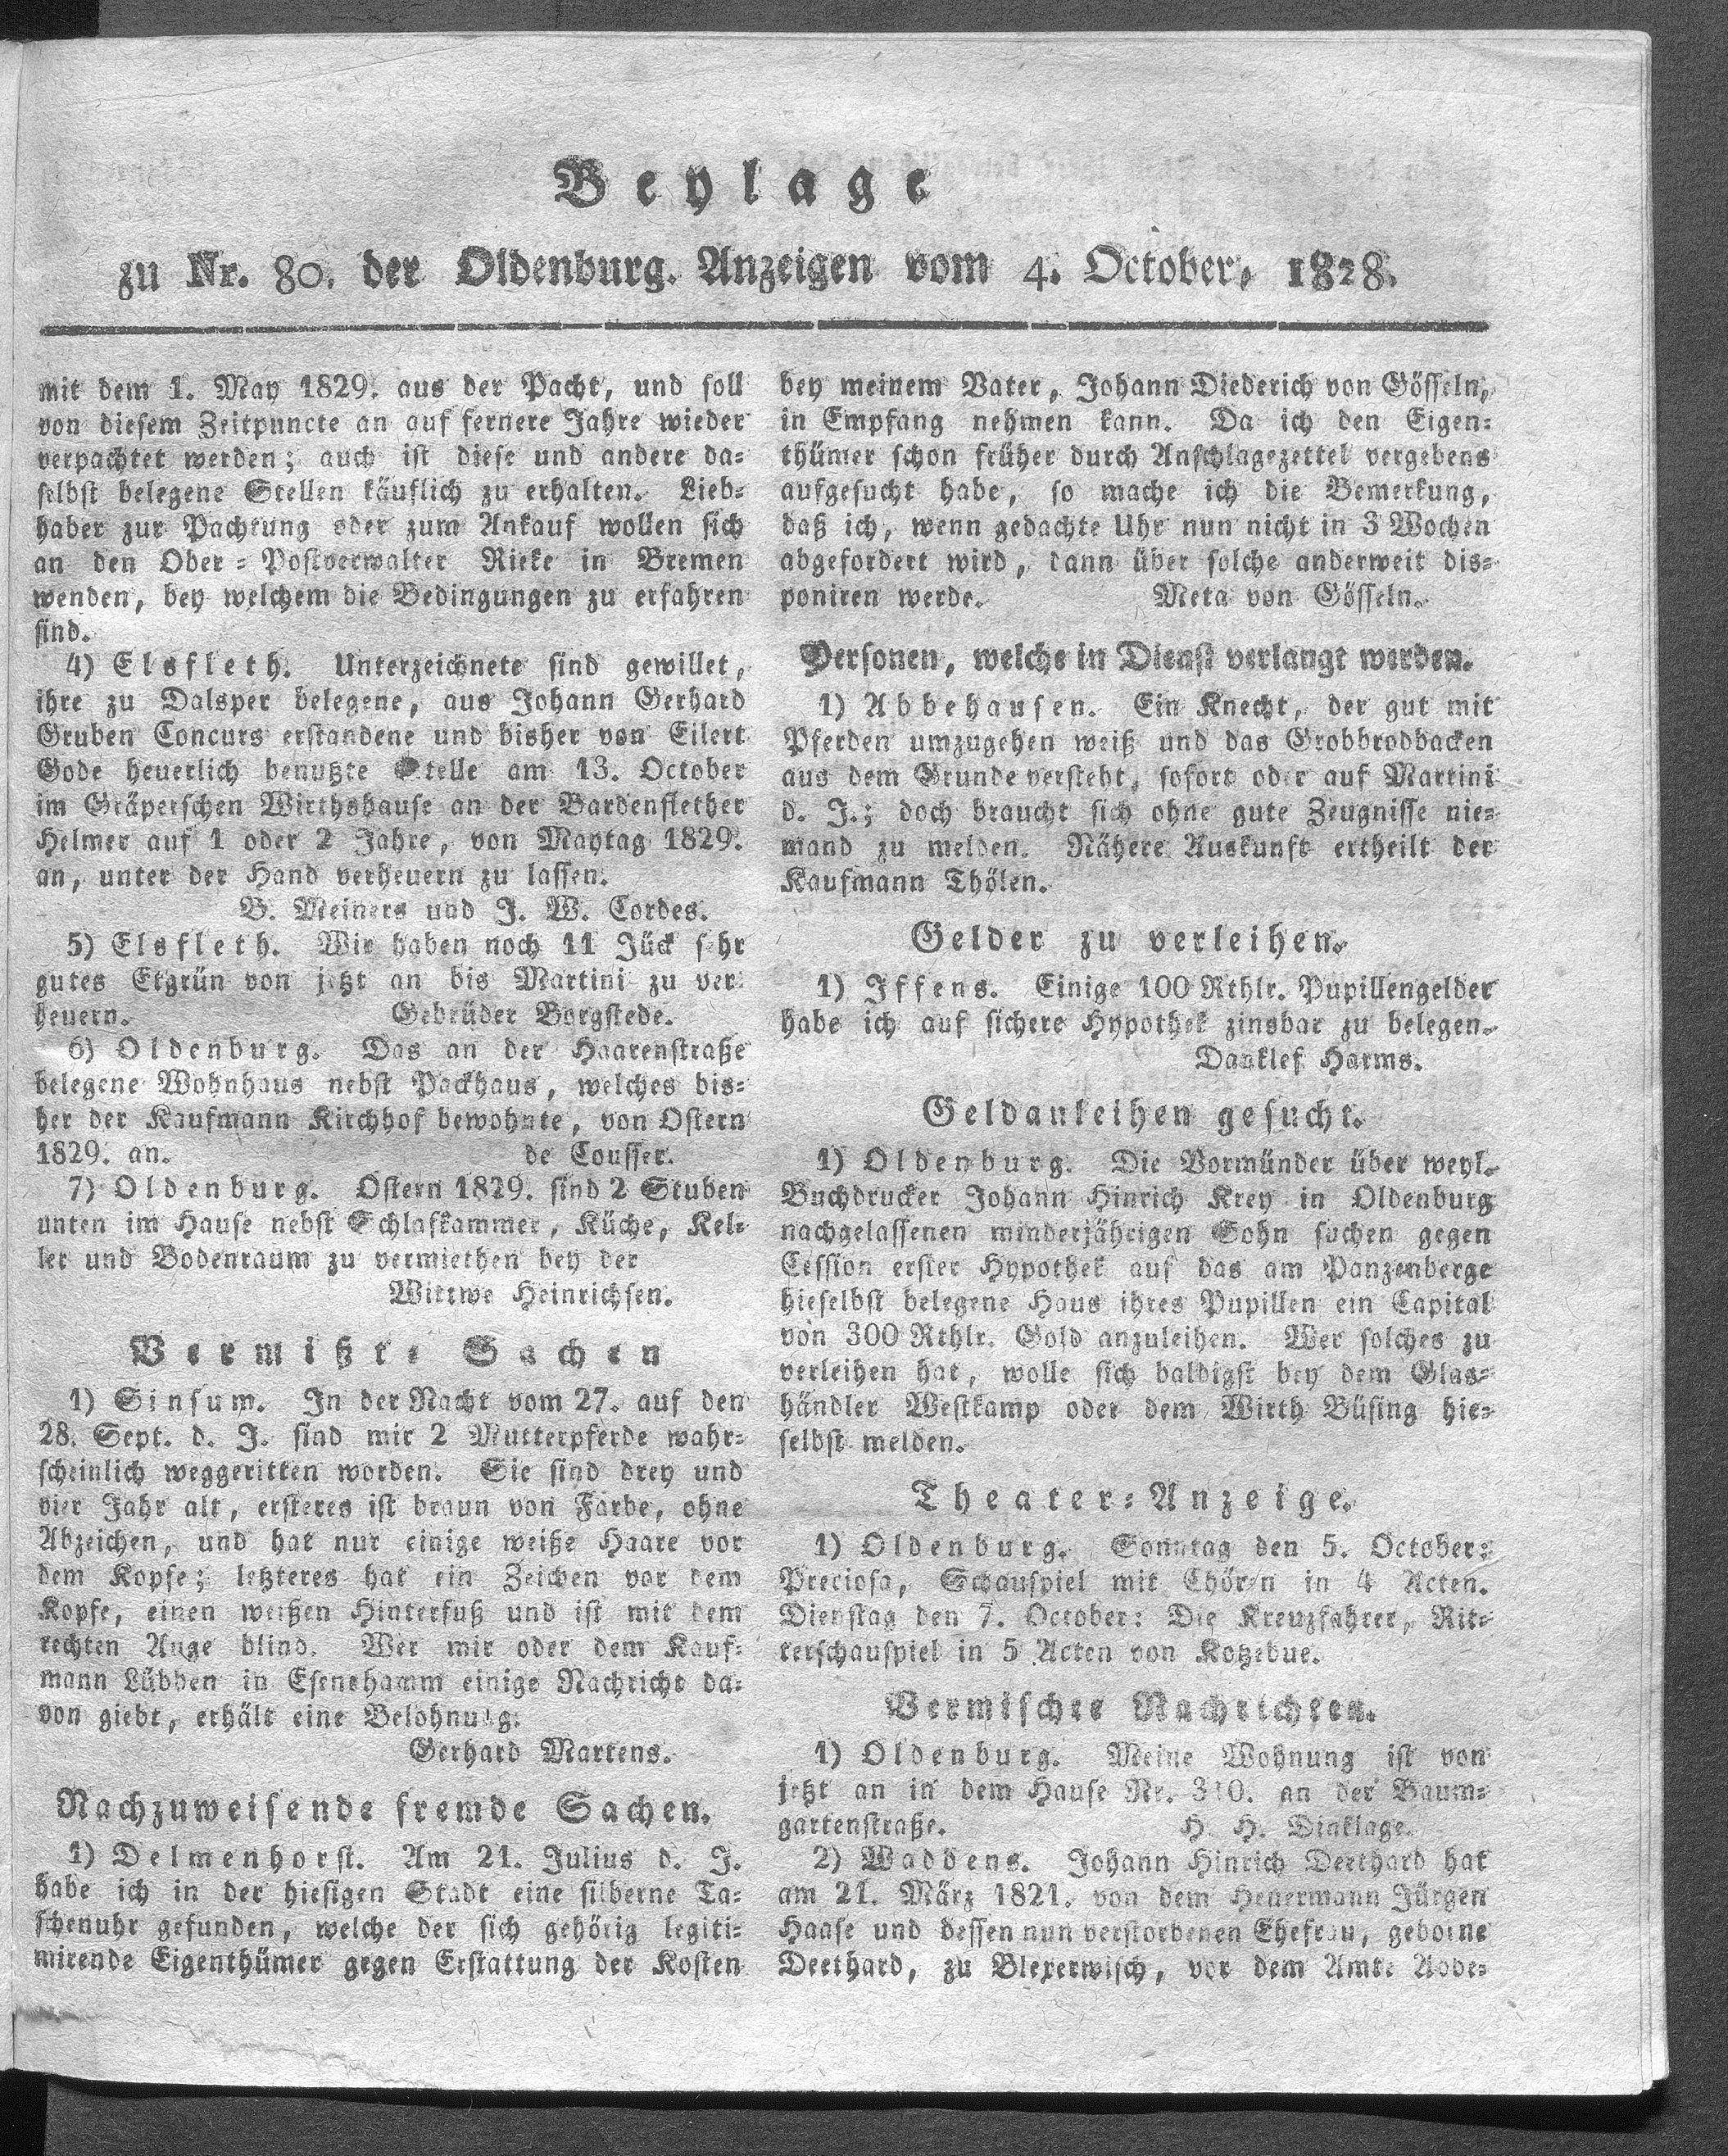 Beylage
zu Nr. 80. der Oldenburg. Anzeigen vom 4. October, 1828.
mit dem 1. May 1829. aus der Pacht, und soll
von diesem Zeitpuncte an auf fernere Jahre wieder
verpachtet werden; auch ist diese und andere da-
selbst belegene Stellen käuflich zu erhalten. Lieb-
haber zur Pachtung oder zum Ankauf wollen sich
an den Ober-Postverwalter Rieke in Bremen
wenden, bey welchem die Bedingungen zu erfahren
sind.
4) Elsfleth. Unterzeichnete sind gewillet,
ihre zu Dalsper belegene, aus Johann Gerhard
Gruben Concurs erstandene und bisher von Eilert
Gode heuerlich benutzte Stelle am 13. October
im Gräperschen Wirthshause an der Bardenflether
Helmer auf 1 oder 2 Jahre, von Maytag 1829.
an, unter der Hand verheuern zu lassen.
B. Meiners und J. W. Cordes.
5) Elsfleth. Wir haben noch 11 Jück sehr
gutes Etgrün von jetzt an bis Martini zu ver-
heuern. Gebrüder Borgstede.
6) Oldenburg. Das an der Haarenstraße
belegene Wohnhaus nebst Packhaus, welches bis-
her der Kaufmann Kirchhof bewohnte, von Ostern
1829. an. de Cousser.
7) Oldenburg. Ostern 1829. sind 2 Stuben
unten im Hause nebst Schlafkammer, Küche, Kel-
ler und Bodenraum zu vermiethen bey der
Wittwe Heinrichsen.
Vermißte Sachen
1) Sinsum. In der Nacht vom 27. auf den
28. Sept. d. J. sind mir 2 Mutterpferde wahr-
scheinlich weggeritten worden. Sie sind drey und
vier Jahr alt, ersteres ist braun von Farbe, ohne
Abzeichen, und hat nur einige weiße Haare vor
dem Kopfe; letzteres hat ein Zeichen vor dem
Kopfe, einen weißen Hinterfuß und ist mit dem
rechten Auge blind. Wer mir oder dem Kauf-
mann Lübben in Esenshamm einige Nachricht da-
von giebt, erhält eine Belohnung.
Gerhard Martens.
Nachzuweisende fremde Sachen.
1) Delmenhorst. Am 21. Julius d. J.
habe ich in der hiesigen Stadt eine silberne Ta-
schenuhr gefunden, welche der sich gehörig legiti-
mirende Eigenthümer gegen Erstattung der Kosten
bey meinem Vater, Johann Diederich von Gösseln,
in Empfang nehmen kann. Da ich den Eigen-
thümer schon früher durch Anschlagezettel vergebens
aufgesucht habe, so mache ich die Bemerkung,
daß ich, wenn gedachte Uhr nun nicht in 3 Wochen
abgefordert wird, dann über solche anderweit dis-
poniren werde. Meta von Gösseln.
Personen, welche in Dienst verlangt werden.
1) Abbehausen. Ein Knecht, der gut mit
Pferden umzugehen weiß und das Grobbrodbacken
aus dem Grunde versteht, sofort oder auf Martini
d. J.; doch braucht sich ohne gute Zeugnisse nie-
mand zu melden. Nähere Auskunft ertheilt der
Kaufmann Thölen.
Gelder zu verleihen.
1) Iffens. Einige 100 Rthlr. Pupillengelder
habe ich auf sichere Hypothek zinsbar zu belegen.
Danklef Harms.
Geldanleihen gesucht.
1) Oldenburg. Die Vormünder über weyl.
Buchdrucker Johann Hinrich Krey in Oldenburg
nachgelassenen minderjährigen Sohn suchen gegen
Cession erster Hypothek auf das am Panzenberge
hieselbst belegene Haus ihres Pupillen ein Capital
von 300 Rthlr. Gold anzuleihen. Wer solches zu
verleihen hat, wolle sich baldigst bey dem Glas-
händler Westkamp oder dem Wirth Büsing hie-
selbst melden.
Theater-Anzeige.
1) Oldenburg. Sonntag den 5. October:
Preciosa, Schauspiel mit Chören in 4 Acten.
Dienstag den 7. October: Die Kreuzfahrer, Rit-
terschauspiel in 5 Acten von Kotzebue.
Vermischte Nachrichten.
1) Oldenburg. Meine Wohnung ist von
jetzt an in dem Hause Nr. an der Baum-
gartenstraße. H. H. Dinklage.
2) Waddens. Johann Hinrich Deethard hat
am 21. März 1821. von dem Heuermann Jürgen
Haase und dessen nun verstorbenen Ehefrau, geborne
Deethard, zu Blexerwisch, vor dem Amte Abbe-